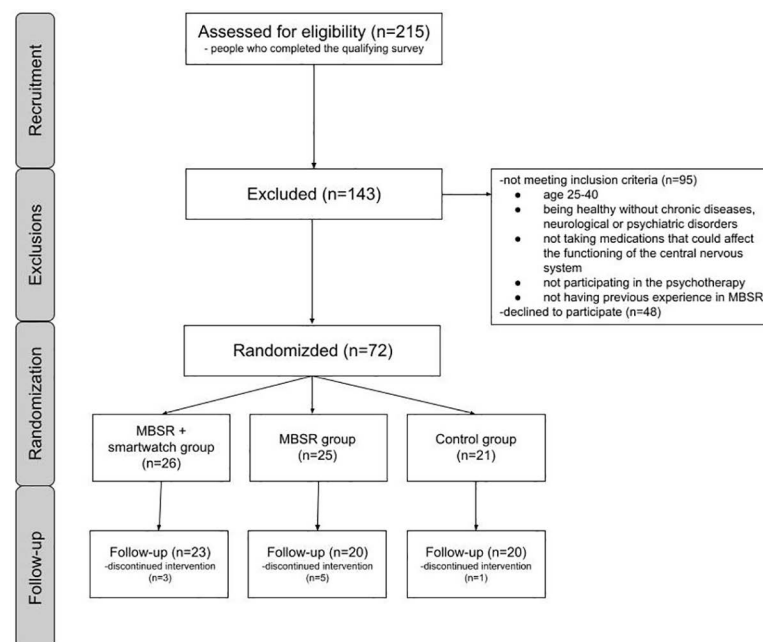 Recruitment
Assessed for eligibility (n=215)
- people who completed the qualifying survey
Exclusions
Excluded (n=143)
-not meeting inclusion criteria (n=95)
● age 25-40
● being healthy without chronic diseases,
neurological or psychiatric disorders
● not taking medications that could affect
the functioning of the central nervous
system
● not participating in the psychotherapy
● not having previous experience in MBSR
-declined to participate (n=48)
Randomization
Randomizded (n=72)
MBSR +
smartwatch group
(n=26)
MBSR group
(n=25)
Control group
(n=21)
Follow-up
Follow-up (n=23)
-discontinued intervention
(n=3)
Follow-up (n=20)
-discontinued intervention
(n=5)
Follow-up (n=20)
-discontinued intervention
(n=1)